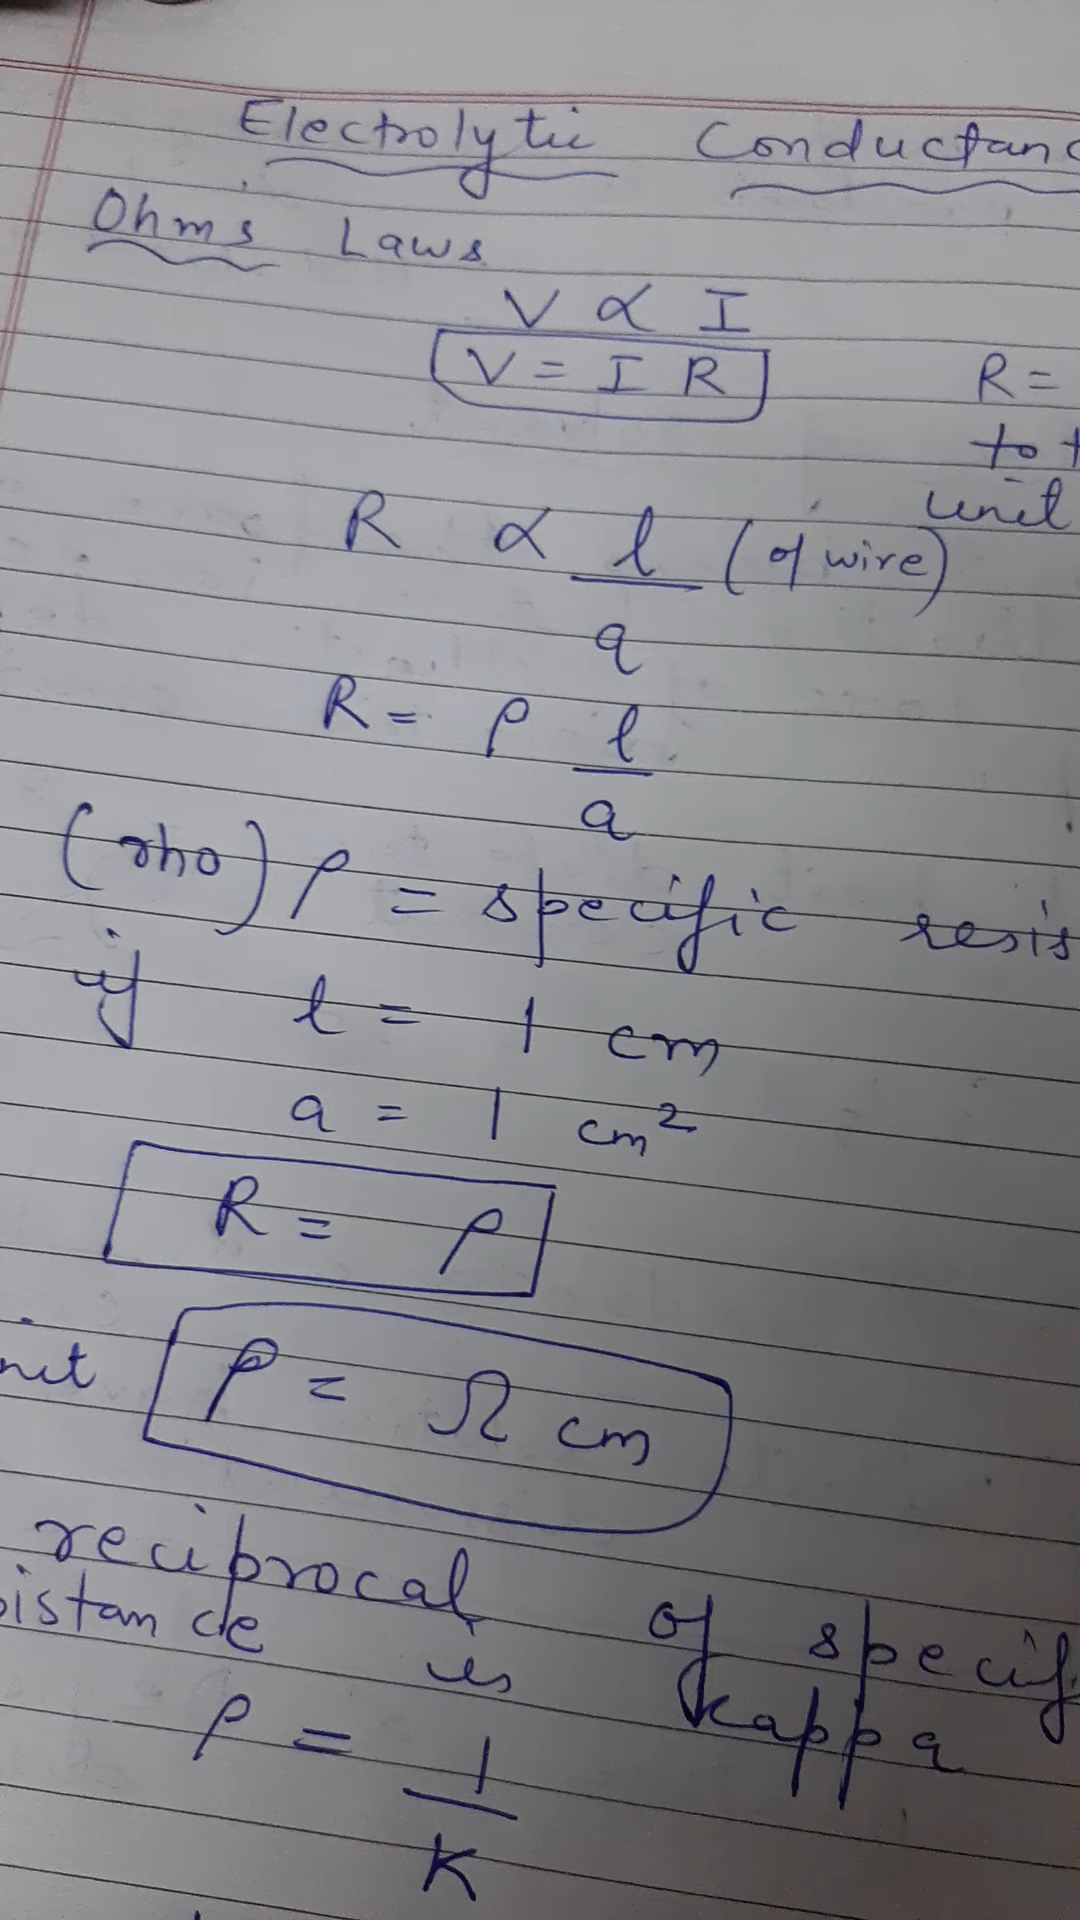 Electrolytic Conductanc
Ohms Laws
V ∝ I
V = I R
R =
to t
unit
R ∝ l (of wire)
a
R = ρ l
a
(rho) ρ = specific resis
if l = 1 cm
a = 1 cm²
R = ρ
nit ρ = Ω cm
reciprocal of specif
istance is kappa
ρ = 1
K